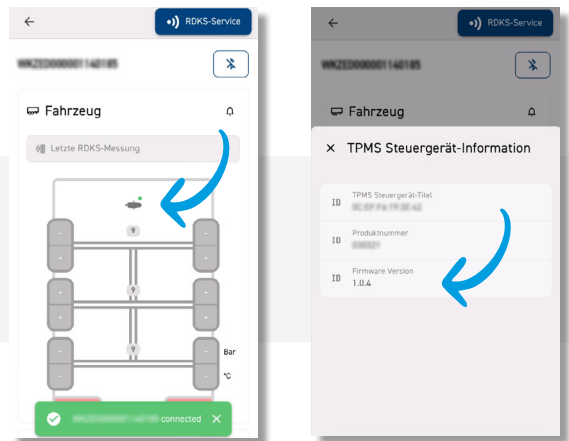 RDKS-Service
Fahrzeug
Letzte RDKS-Messung
9
9
9
Bar
°C
connected
RDKS-Service
Fahrzeug
TPMS Steuergerät-Information
TPMS Steuergerät-Titel
ID
Produktnummer
ID
Firmware Version
ID
1.0.4